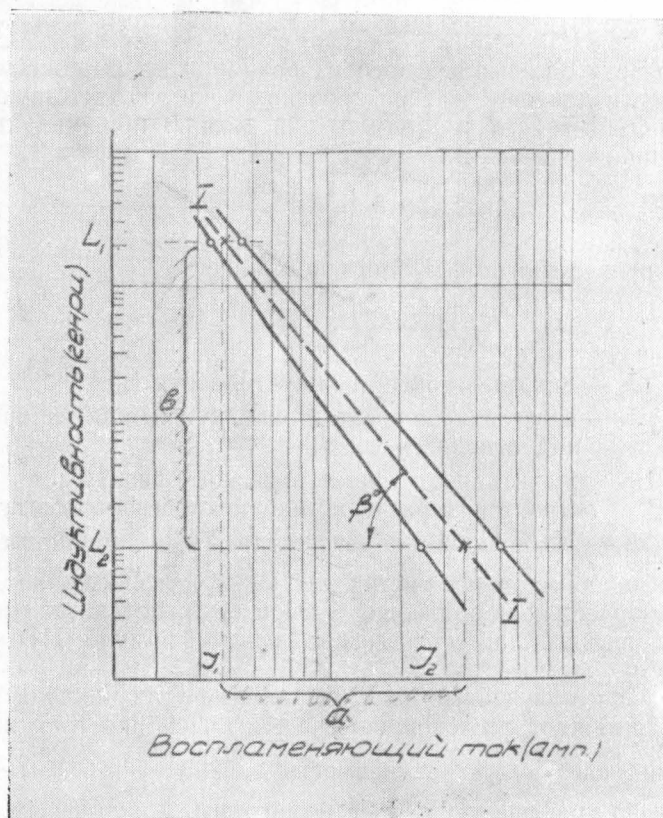 I
L₁
Индуктивность (генри)
в
β°
L₂
I
J₁
J₂
a
Воспламеняющий ток (амп.)